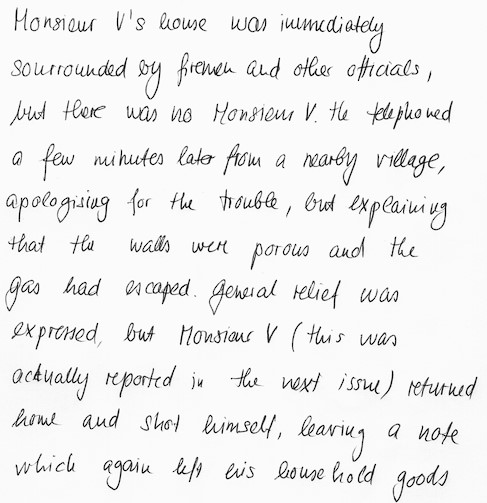 Monsieur V's house was immediately
sourrounded by firemen and other officials,
but there was no Monsieur V. He telephoned
a few minutes later from a nearby village,
apologising for the trouble, but explaining
that the walls were porous and the
gas had escaped. General relief was
expressed, but Monsieur V (this was
actually reported in the next issue) returned
home and shot himself, leaving a note
which again left his household goods